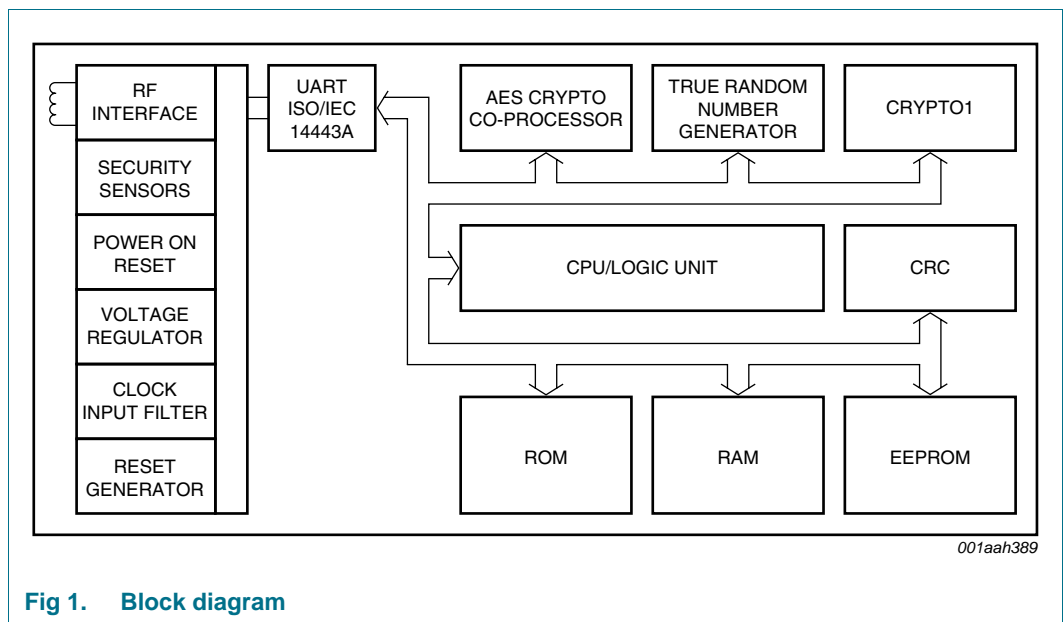 RF
INTERFACE
SECURITY
SENSORS
POWER ON
RESET
VOLTAGE
REGULATOR
CLOCK
INPUT FILTER
RESET
GENERATOR
UART
ISO/IEC
14443A
AES CRYPTO
CO-PROCESSOR
TRUE RANDOM
NUMBER
GENERATOR
CRYPTO1
CPU/LOGIC UNIT
CRC
ROM
RAM
EEPROM
001aah389
Fig 1. Block diagram